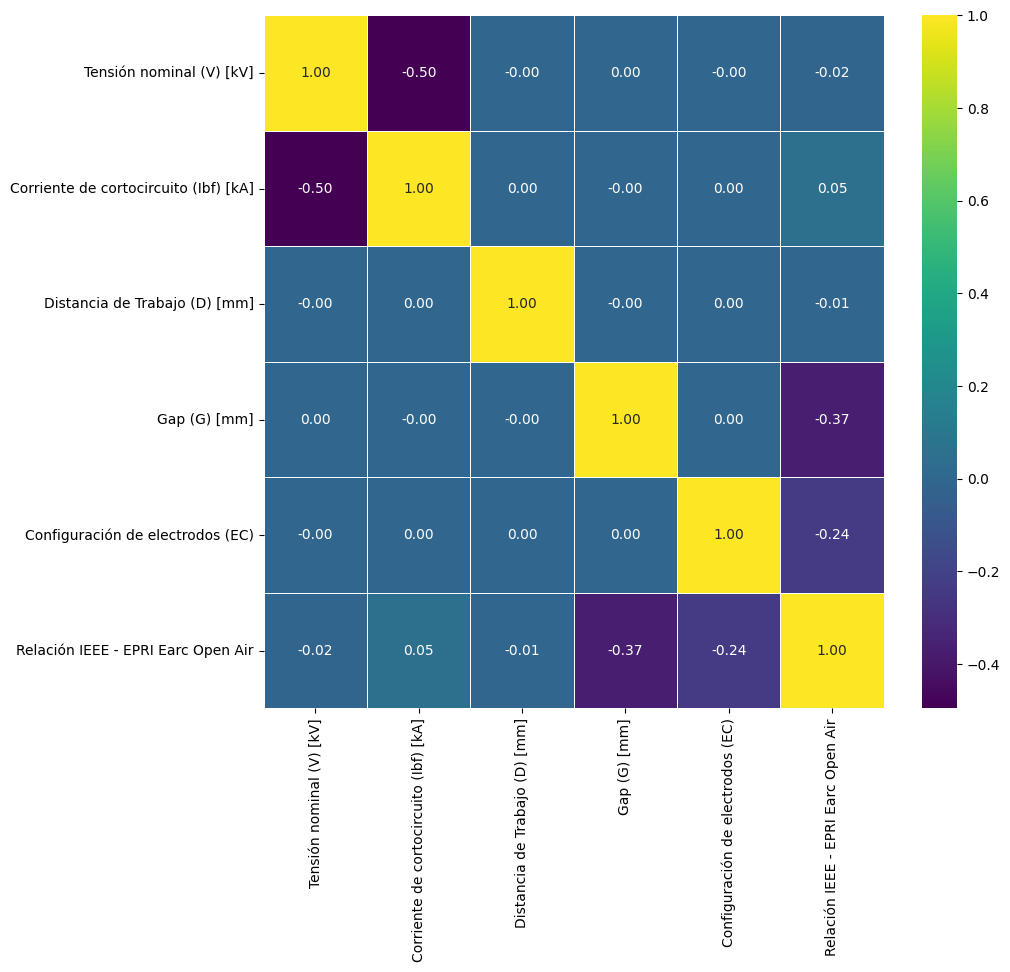 Tensión nominal (V) [kV]
1.00 -0.50 -0.00 0.00 -0.00 -0.02
Corriente de cortocircuito (Ibf) [kA]
-0.50 1.00 0.00 -0.00 0.00 0.05
Distancia de Trabajo (D) [mm]
-0.00 0.00 1.00 -0.00 0.00 -0.01
Gap (G) [mm]
0.00 -0.00 -0.00 1.00 0.00 -0.37
Configuración de electrodos (EC)
-0.00 0.00 0.00 0.00 1.00 -0.24
Relación IEEE - EPRI Earc Open Air
-0.02 0.05 -0.01 -0.37 -0.24 1.00
Tensión nominal (V) [kV]
Corriente de cortocircuito (Ibf) [kA]
Distancia de Trabajo (D) [mm]
Gap (G) [mm]
Configuración de electrodos (EC)
Relación IEEE - EPRI Earc Open Air
1.0
0.8
0.6
0.4
0.2
0.0
−0.2
−0.4